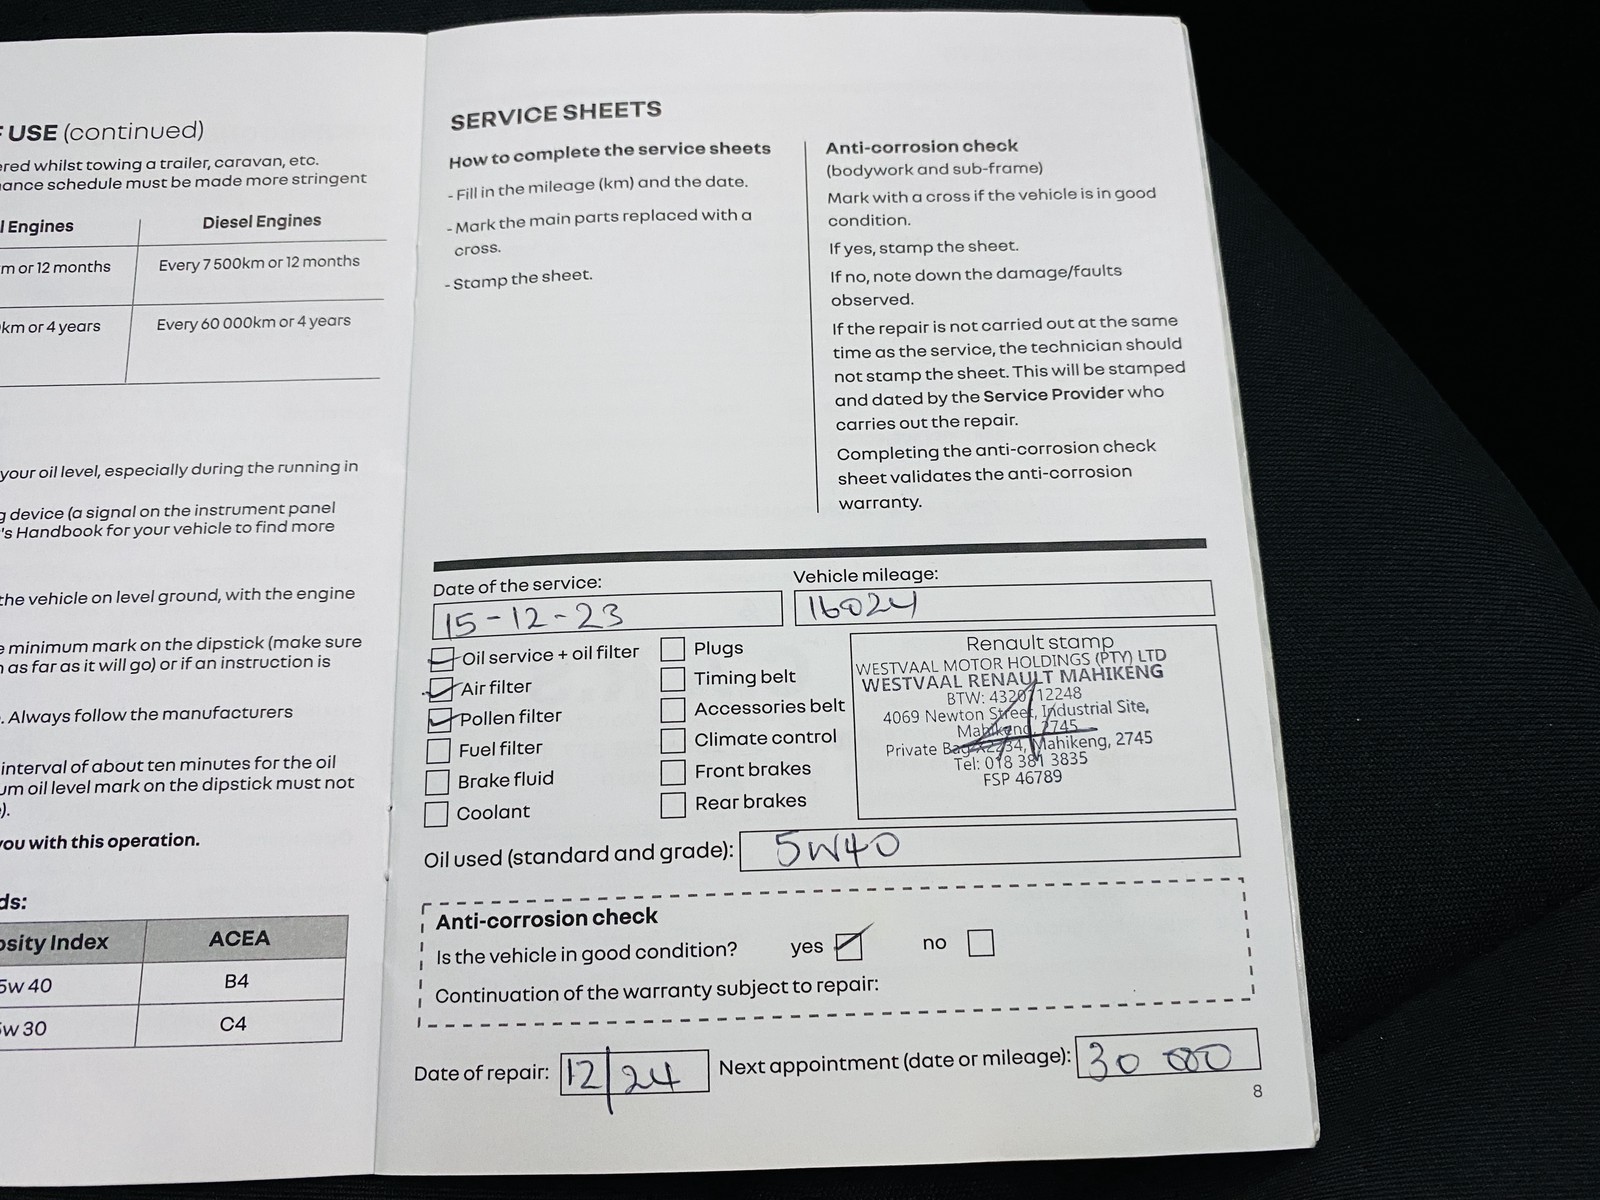 USE (continued)
ered whilst towing a trailer, caravan, etc.
schedule must be made more stringent
Engines
Diesel Engines
or 12 months
Every 7 500km or 12 months
km or 4 years
Every 60 000km or 4 years
your oil level, especially during the running in
device (a signal on the instrument panel
's Handbook for your vehicle to find more
the vehicle on level ground, with the engine
minimum mark on the dipstick (make sure
as far as it will go) or if an instruction is
. Always follow the manufacturers
interval of about ten minutes for the oil
oil level mark on the dipstick must not
).
you with this operation.
ds:
osity Index
ACEA
5w 40
B4
w 30
C4
SERVICE SHEETS
How to complete the service sheets
- Fill in the mileage (km) and the date.
- Mark the main parts replaced with a
cross.
- Stamp the sheet.
Anti-corrosion check
(bodywork and sub-frame)
Mark with a cross if the vehicle is in good
condition.
If yes, stamp the sheet.
If no, note down the damage/faults
observed.
If the repair is not carried out at the same
time as the service, the technician should
not stamp the sheet. This will be stamped
and dated by the Service Provider who
carries out the repair.
Completing the anti-corrosion check
sheet validates the anti-corrosion
warranty.
Date of the service:
Vehicle mileage:
15-12-23
16024
Oil service + oil filter
Air filter
Pollen filter
Fuel filter
Brake fluid
Coolant
Plugs
Timing belt
Accessories belt
Climate control
Front brakes
Rear brakes
Renault stamp
WESTVAAL MOTOR HOLDINGS (PTY) LTD
WESTVAAL RENAULT MAHIKENG
BTW: 4320112248
4069 Newton Street, Industrial Site,
Mahikeng, 2745
Private Bag X2234, Mahikeng, 2745
Tel: 018 381 3835
FSP 46789
Oil used (standard and grade):
5W40
Anti-corrosion check
Is the vehicle in good condition? yes no
Continuation of the warranty subject to repair:
Date of repair: 12/24 Next appointment (date or mileage): 30 000
8